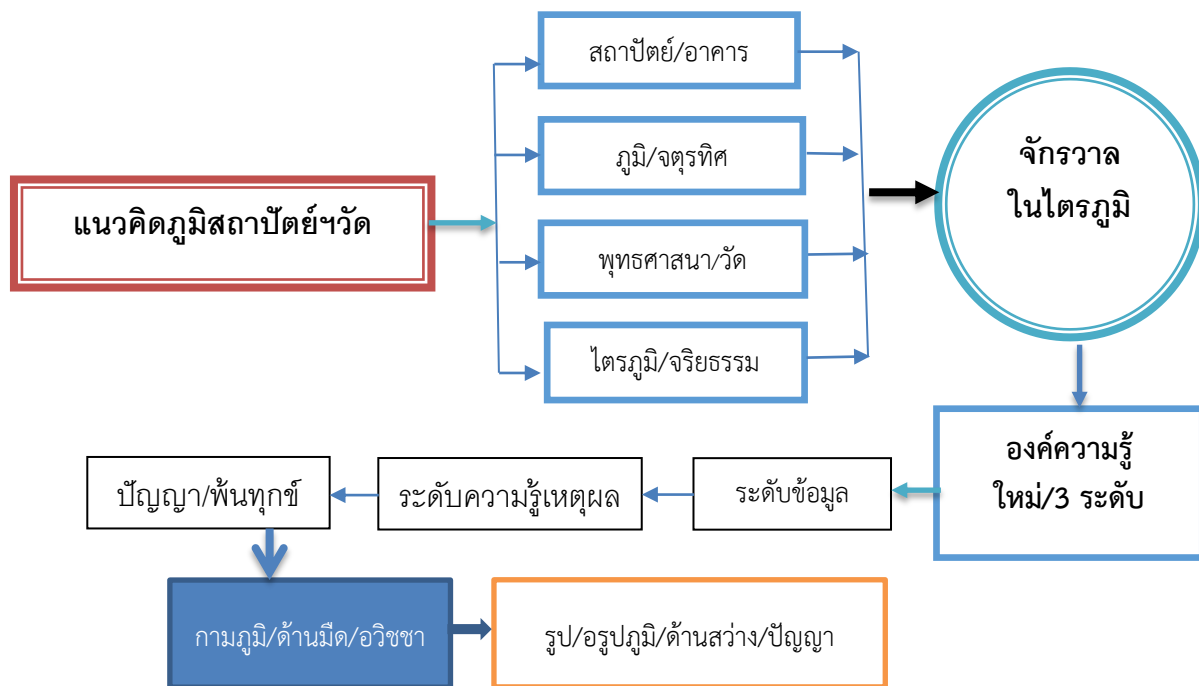 แนวคิดภูมิสถาปัตย์ฯวัด
สถาปัตย์/อาคาร
ภูมิ/จตุรทิศ
พุทธศาสนา/วัด
ไตรภูมิ/จริยธรรม
จักรวาล
ในไตรภูมิ
องค์ความรู้
ใหม่/3 ระดับ
ระดับข้อมูล
ระดับความรู้เหตุผล
ปัญญา/พ้นทุกข์
กามภูมิ/ด้านมืด/อวิชชา
รูป/อรูปภูมิ/ด้านสว่าง/ปัญญา